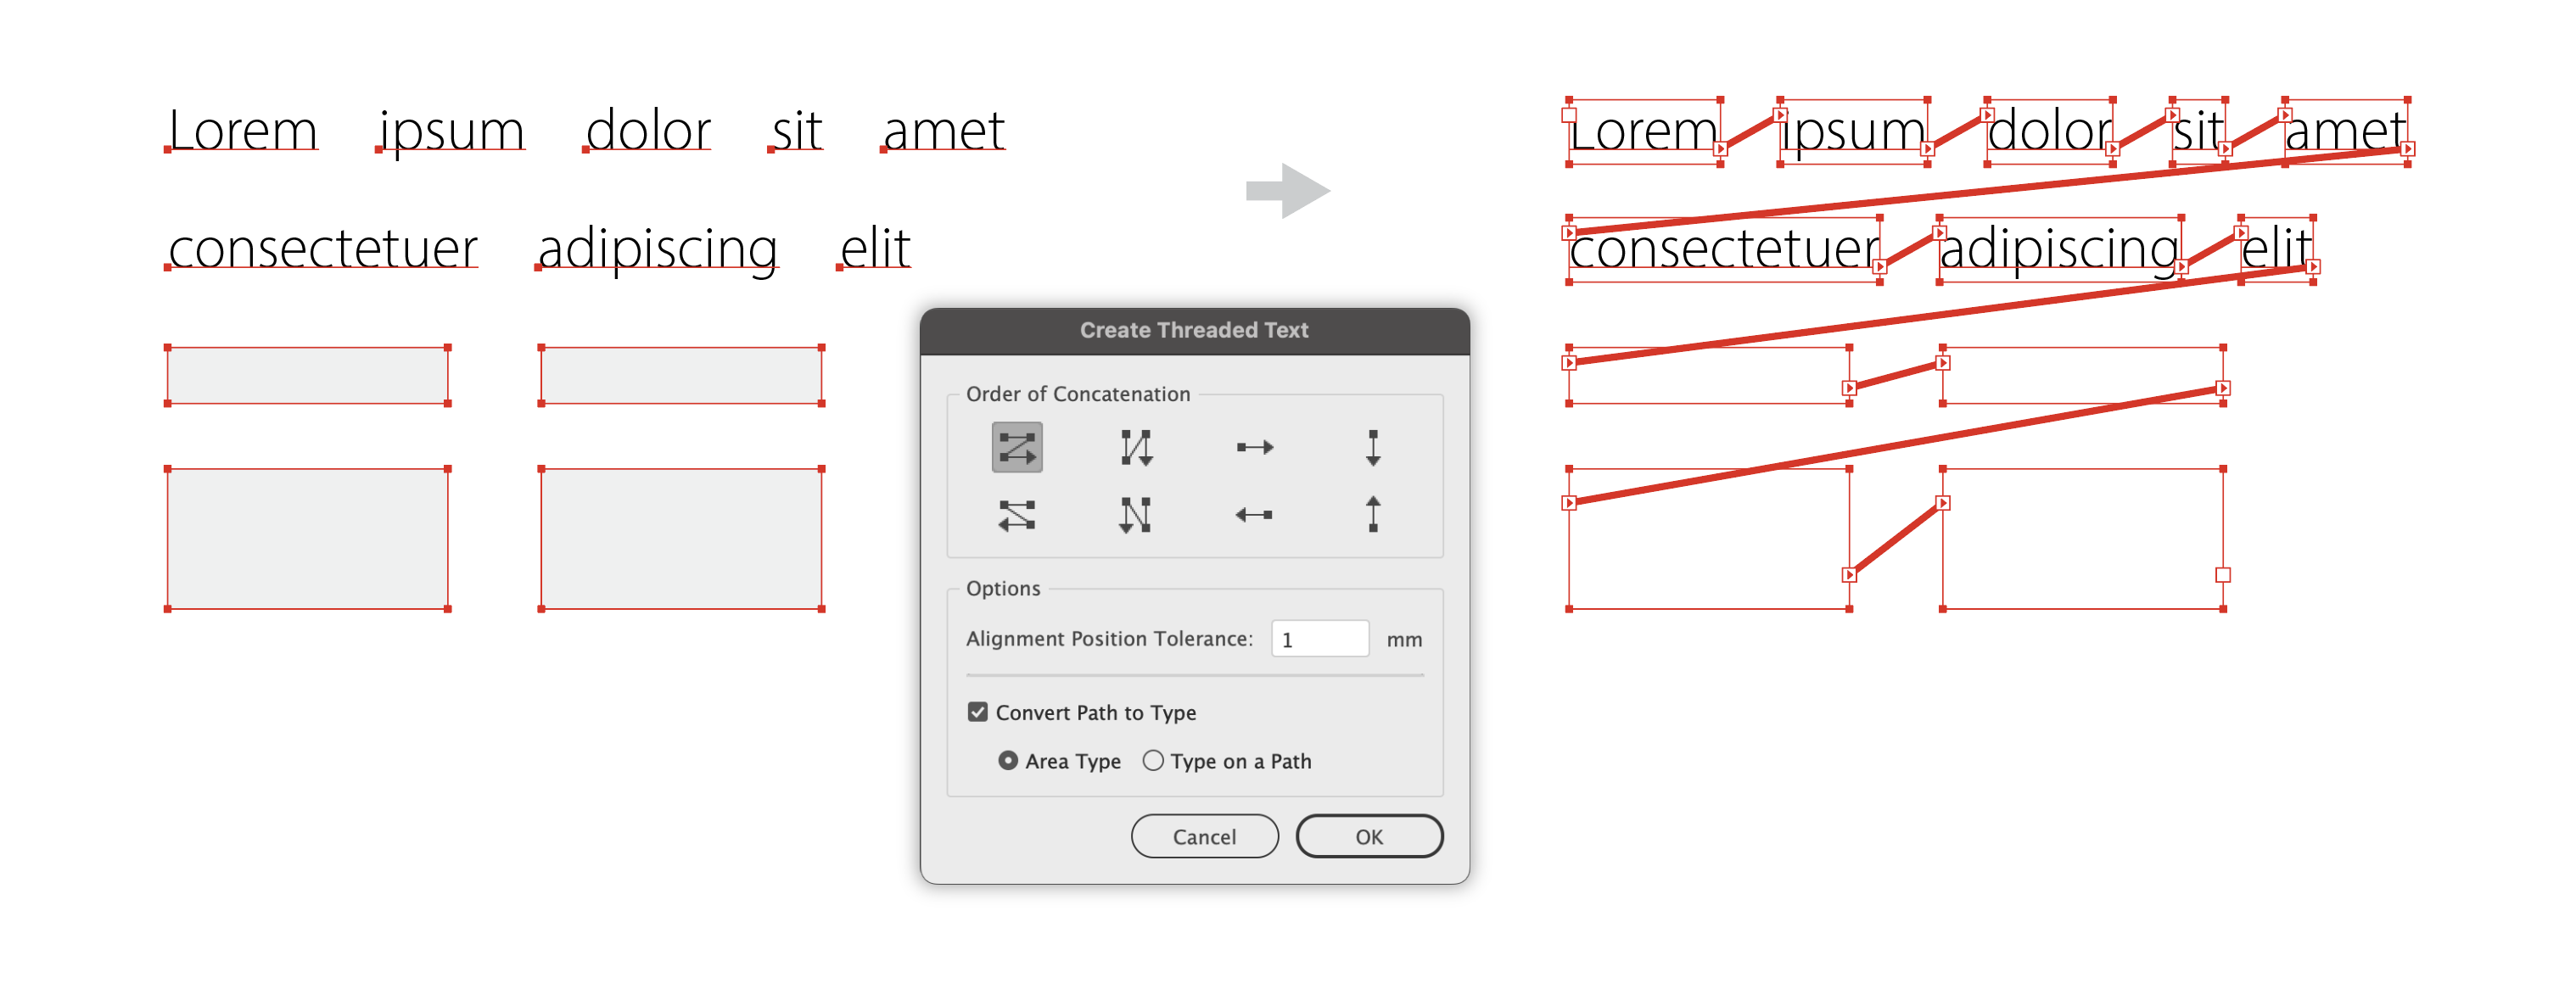 Lorem ipsum dolor sit amet
consectetuer adipiscing elit
Create Threaded Text
Order of Concatenation
Options
Alignment Position Tolerance: 1 mm
Convert Path to Type
Area Type Type on a Path
Cancel OK
Lorem ipsum dolor sit amet
consectetuer adipiscing elit